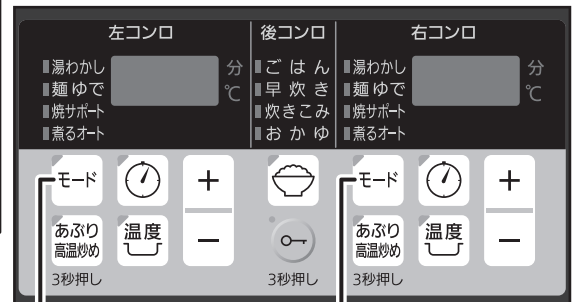 左コンロ 後コンロ 右コンロ
湯わかし 分 ごはん 湯わかし 分
麺ゆで ℃ 早炊き 麺ゆで ℃
焼サポート 炊きこみ 焼サポート
煮るオート おかゆ 煮るオート
モード + モード +
あぶり 温度 − あぶり 温度 −
高温炒め 高温炒め
3秒押し 3秒押し 3秒押し